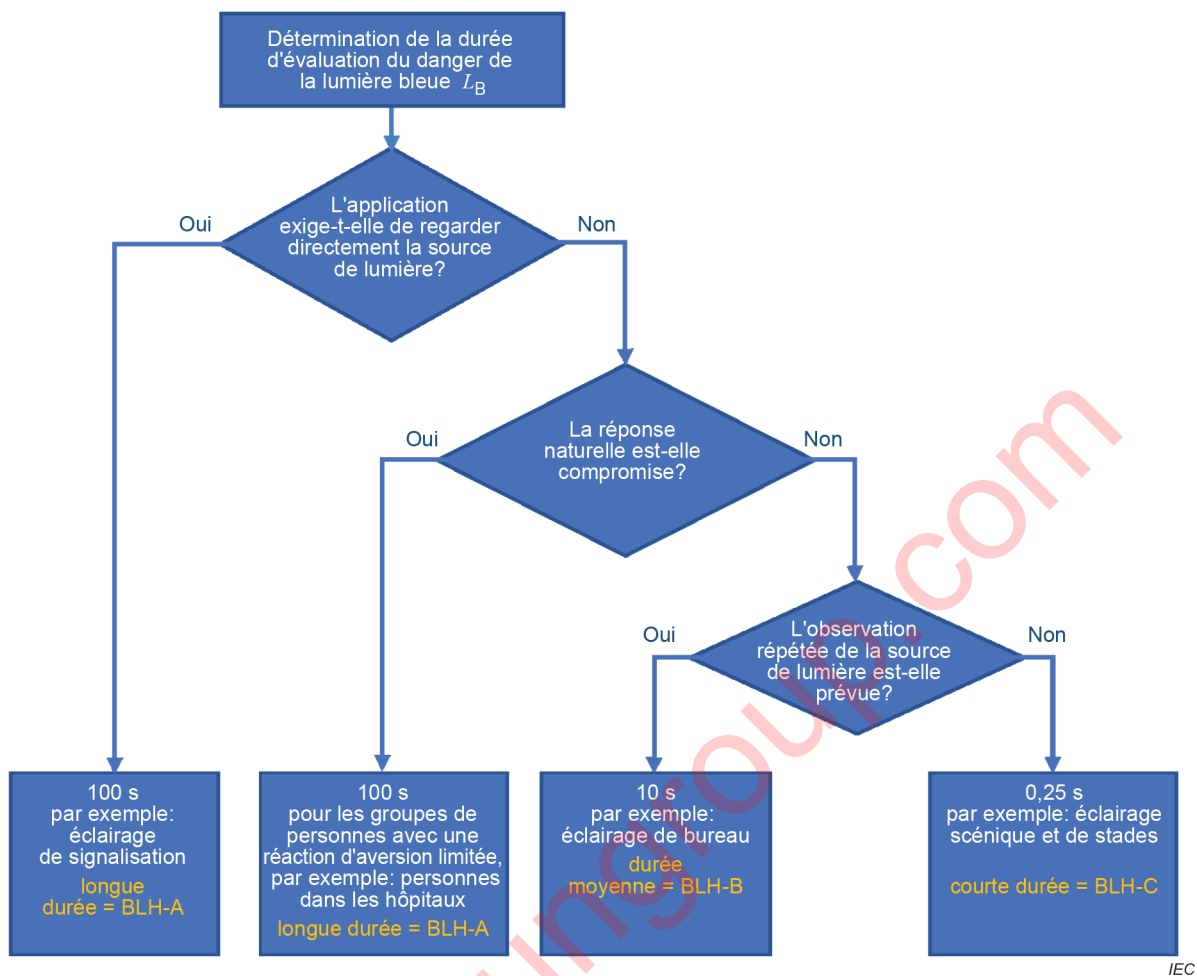 Détermination de la durée
d'évaluation du danger de
la lumière bleue LB
L'application
exige-t-elle de regarder
directement la source
de lumière?
Oui
Non
La réponse
naturelle est-elle
compromise?
Oui
Non
L'observation
répétée de la source
de lumière est-elle
prévue?
Oui
Non
100 s
par exemple:
éclairage
de signalisation
longue
durée = BLH-A
100 s
pour les groupes de
personnes avec une
réaction d'aversion limitée,
par exemple: personnes
dans les hôpitaux
longue durée = BLH-A
10 s
par exemple:
éclairage de bureau
durée
moyenne = BLH-B
0,25 s
par exemple: éclairage
scénique et de stades
courte durée = BLH-C
IEC
ingroup.com